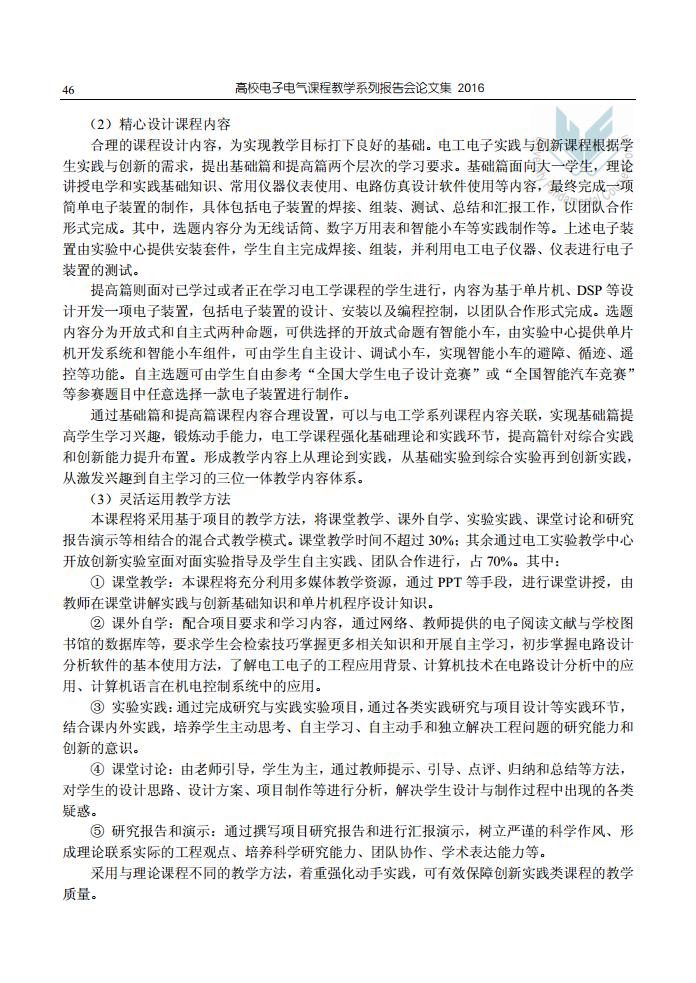 46
高校电子电气课程教学系列报告会论文集 2016
（2）精心设计课程内容
合理的课程设计内容，为实现教学目标打下良好的基础。电工电子实践与创新课程根据学
生实践与创新的需求，提出基础篇和提高篇两个层次的学习要求。基础篇面向大一学生，理论
讲授电学和实践基础知识、常用仪器仪表使用、电路仿真设计软件使用等内容，最终完成一项
简单电子装置的制作，具体包括电子装置的焊接、组装、测试、总结和汇报工作，以团队合作
形式完成。其中，选题内容分为无线话筒、数字万用表和智能小车等实践制作等。上述电子装
置由实验中心提供安装套件，学生自主完成焊接、组装，并利用电工电子仪器、仪表进行电子
装置的测试。
提高篇则面对已学过或者正在学习电工学课程的学生进行，内容为基于单片机、DSP 等设
计开发一项电子装置，包括电子装置的设计、安装以及编程控制，以团队合作形式完成。选题
内容分为开放式和自主式两种命题，可供选择的开放式命题有智能小车，由实验中心提供单片
机开发系统和智能小车组件，可由学生自主设计、调试小车，实现智能小车的避障、循迹、遥
控等功能。自主选题可由学生自由参考“全国大学生电子设计竞赛”或“全国智能汽车竞赛”
等参赛题目中任意选择一款电子装置进行制作。
通过基础篇和提高篇课程内容合理设置，可以与电工学系列课程内容关联，实现基础篇提
高学生学习兴趣，锻炼动手能力，电工学课程强化基础理论和实践环节，提高篇针对综合实践
和创新能力提升布置。形成教学内容上从理论到实践，从基础实验到综合实验再到创新实践，
从激发兴趣到自主学习的三位一体教学内容体系。
（3）灵活运用教学方法
本课程将采用基于项目的教学方法，将课堂教学、课外自学、实验实践、课堂讨论和研究
报告演示等相结合的混合式教学模式。课堂教学时间不超过 30%；其余通过电工实验教学中心
开放创新实验室面对面实验指导及学生自主实践、团队合作进行，占 70%。其中：
① 课堂教学：本课程将充分利用多媒体教学资源，通过 PPT 等手段，进行课堂讲授，由
教师在课堂讲解实践与创新基础知识和单片机程序设计知识。
② 课外自学：配合项目要求和学习内容，通过网络、教师提供的电子阅读文献与学校图
书馆的数据库等，要求学生会检索技巧掌握更多相关知识和开展自主学习，初步掌握电路设计
分析软件的基本使用方法，了解电工电子的工程应用背景、计算机技术在电路设计分析中的应
用、计算机语言在机电控制系统中的应用。
③ 实验实践：通过完成研究与实践实验项目，通过各类实践研究与项目设计等实践环节，
结合课内外实践，培养学生主动思考、自主学习、自主动手和独立解决工程问题的研究能力和
创新的意识。
④ 课堂讨论：由老师引导，学生为主，通过教师提示、引导、点评、归纳和总结等方法，
对学生的设计思路、设计方案、项目制作等进行分析，解决学生设计与制作过程中出现的各类
疑惑。
⑤ 研究报告和演示：通过撰写项目研究报告和进行汇报演示，树立严谨的科学作风、形
成理论联系实际的工程观点、培养科学研究能力、团队协作、学术表达能力等。
采用与理论课程不同的教学方法，着重强化动手实践，可有效保障创新实践类课程的教学
质量。